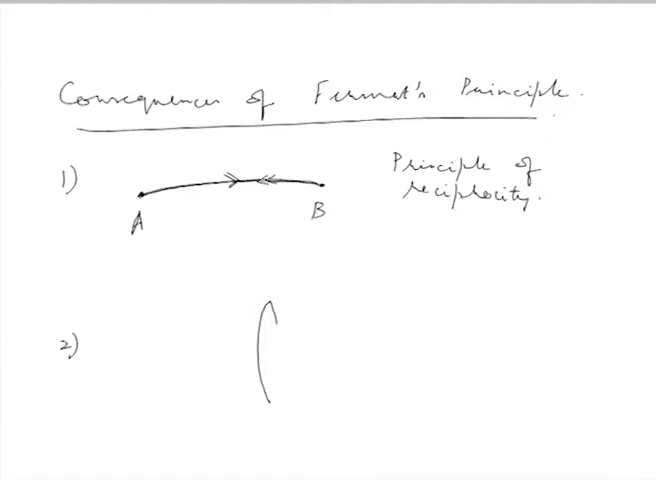 Consequences of Fermat's Principle.
1)
A
B
Principle of
reciprocity.
2)